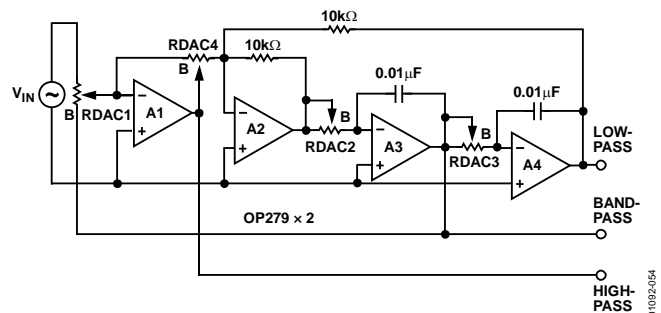 10kΩ
RDAC4
10kΩ
B
0.01µF
0.01µF
VIN
B
RDAC1
A1
A2
B
RDAC2
A3
B
RDAC3
A4
LOW-
PASS
BAND-
PASS
OP279 × 2
HIGH-
PASS
01092-054